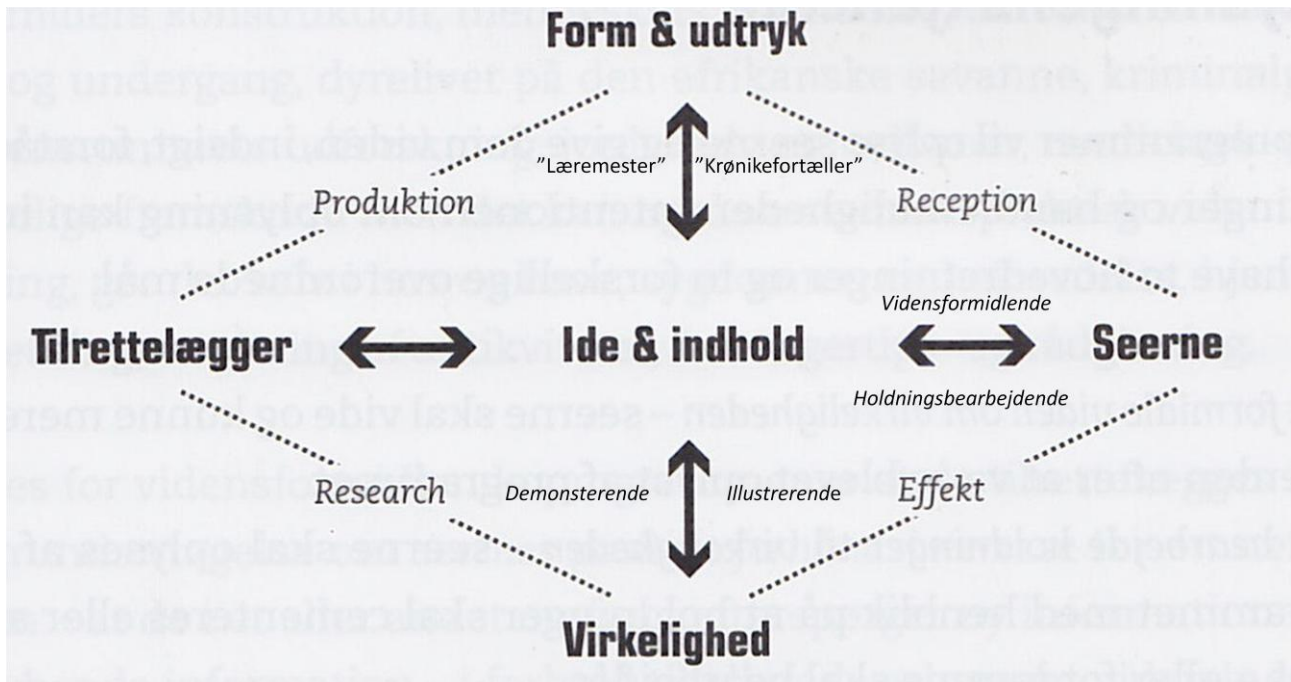 Form & udtryk
"Læremester" "Krønikefortæller"
Produktion Reception
Vidensformidlende
Tilrettelægger Ide & indhold Seerne
Holdningsbearbejdende
Research Demonsterende Illustrerende Effekt
Virkelighed